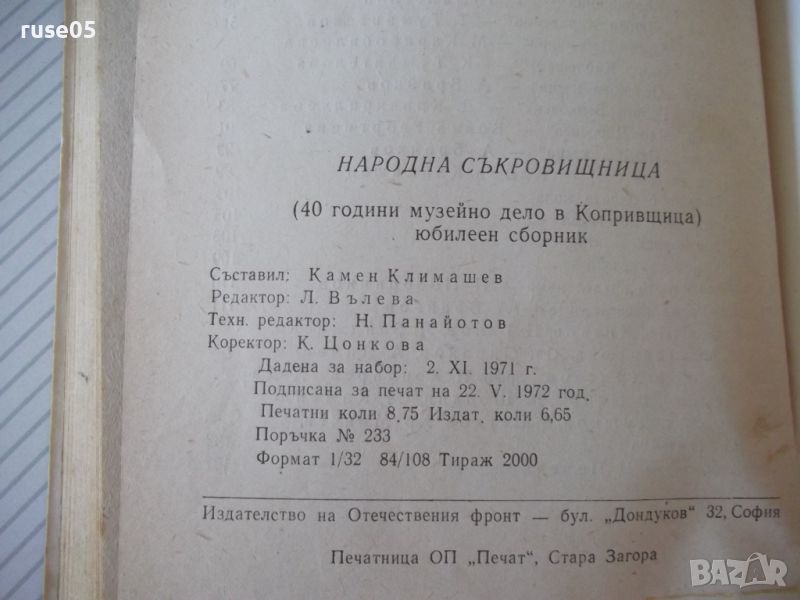 ruse05
НАРОДНА СЪКРОВИЩНИЦА
(40 години музейно дело в Копривщица)
юбилеен сборник
Съставил: Камен Климашев
Редактор: Л. Вълева
Техн. редактор: Н. Панайотов
Коректор: К. Цонкова
Дадена за набор: 2. XI. 1971 г.
Подписана за печат на 22. V. 1972 год.
Печатни коли 8,75 Издат. коли 6,65
Поръчка № 233
Формат 1/32 84/108 Тираж 2000
Издателство на Отечествения фронт — бул. „Дондуков“ 32, София
Печатница ОП „Печат“, Стара Загора
BAZAR